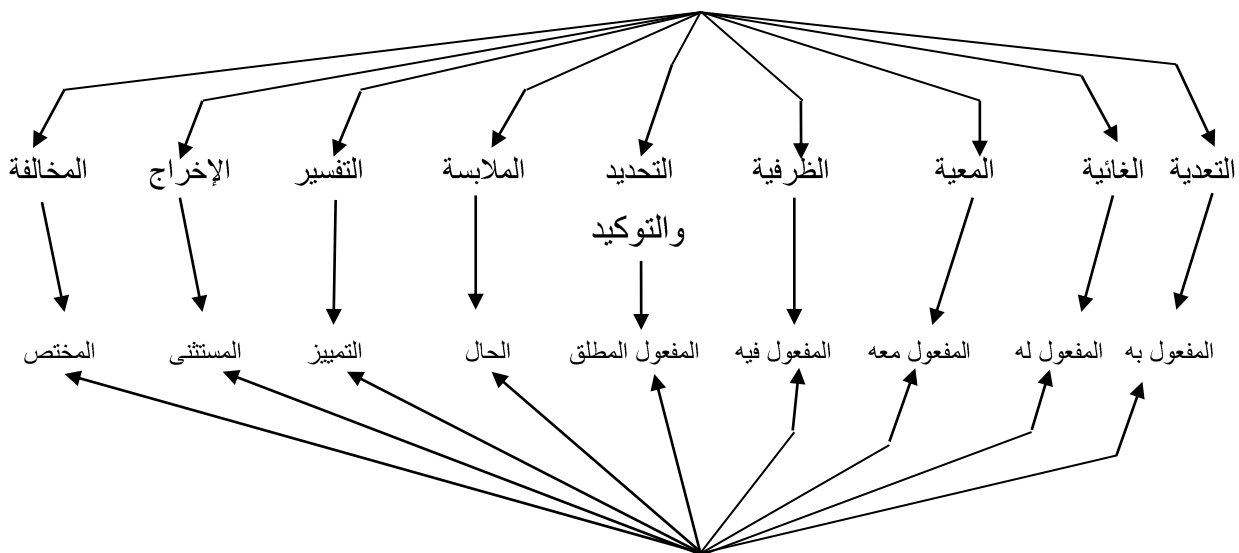 التعدية الغائية المعية الظرفية التحديد الملابسة التفسير الإخراج المخالفة
والتوكيد
المفعول به المفعول له المفعول معه المفعول فيه المفعول المطلق الحال التمييز المستثنى المختص